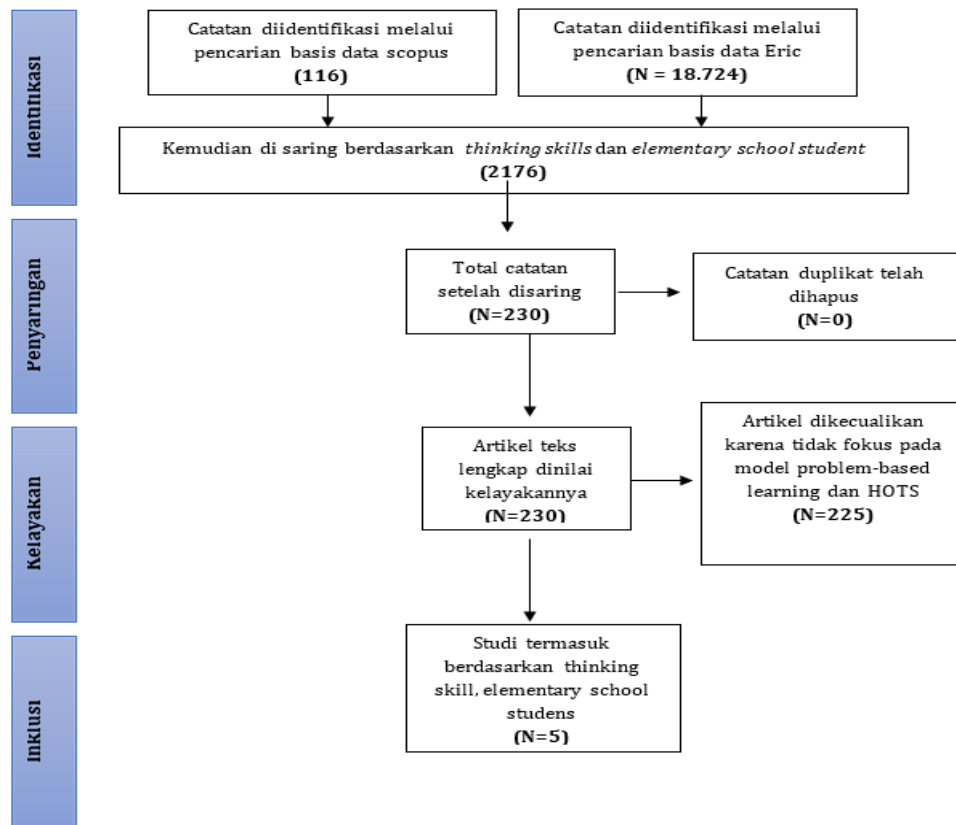 Identifikasi
Catatan diidentifikasi melalui
pencarian basis data scopus
(116)
Catatan diidentifikasi melalui
pencarian basis data Eric
(N = 18.724)
Kemudian di saring berdasarkan thinking skills dan elementary school student
(2176)
Penyaringan
Total catatan
setelah disaring
(N=230)
Catatan duplikat telah
dihapus
(N=0)
Kelayakan
Artikel teks
lengkap dinilai
kelayakannya
(N=230)
Artikel dikecualikan
karena tidak fokus pada
model problem-based
learning dan HOTS
(N=225)
Inklusi
Studi termasuk
berdasarkan thinking
skill, elementary school
studens
(N=5)